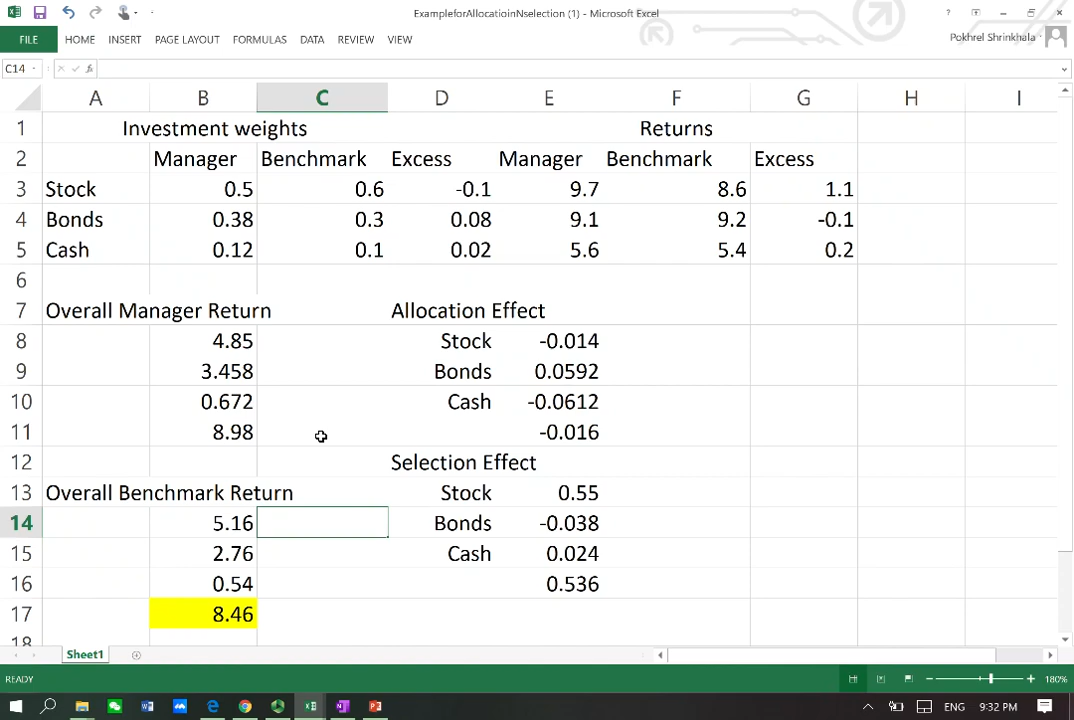 ExampleforAllocatioinNselection (1) - Microsoft Excel
FILE HOME INSERT PAGE LAYOUT FORMULAS DATA REVIEW VIEW Pokhrel Shrinkhala
C14 fx
A B C D E F G H I
1 Investment weights Returns
2 Manager Benchmark Excess Manager Benchmark Excess
3 Stock 0.5 0.6 -0.1 9.7 8.6 1.1
4 Bonds 0.38 0.3 0.08 9.1 9.2 -0.1
5 Cash 0.12 0.1 0.02 5.6 5.4 0.2
6
7 Overall Manager Return Allocation Effect
8 4.85 Stock -0.014
9 3.458 Bonds 0.0592
10 0.672 Cash -0.0612
11 8.98 -0.016
12 Selection Effect
13 Overall Benchmark Return Stock 0.55
14 5.16 Bonds -0.038
15 2.76 Cash 0.024
16 0.54 0.536
17 8.46
18
Sheet1
READY 180%
ENG 9:32 PM